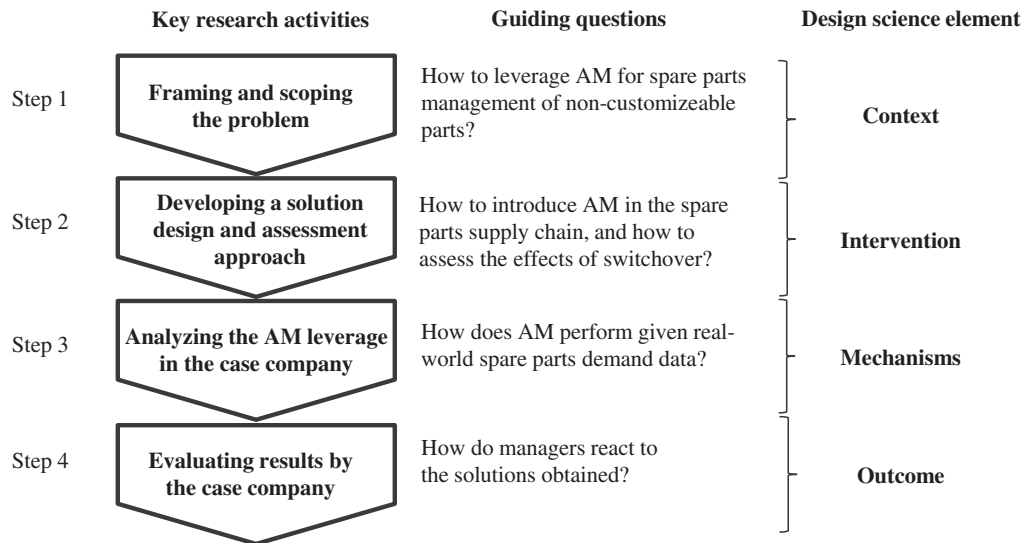 Key research activities
Guiding questions
Design science element
Step 1
Framing and scoping
the problem
How to leverage AM for spare parts
management of non-customizeable
parts?
Context
Step 2
Developing a solution
design and assessment
approach
How to introduce AM in the spare
parts supply chain, and how to
assess the effects of switchover?
Intervention
Step 3
Analyzing the AM leverage
in the case company
How does AM perform given real-
world spare parts demand data?
Mechanisms
Step 4
Evaluating results by
the case company
How do managers react to
the solutions obtained?
Outcome